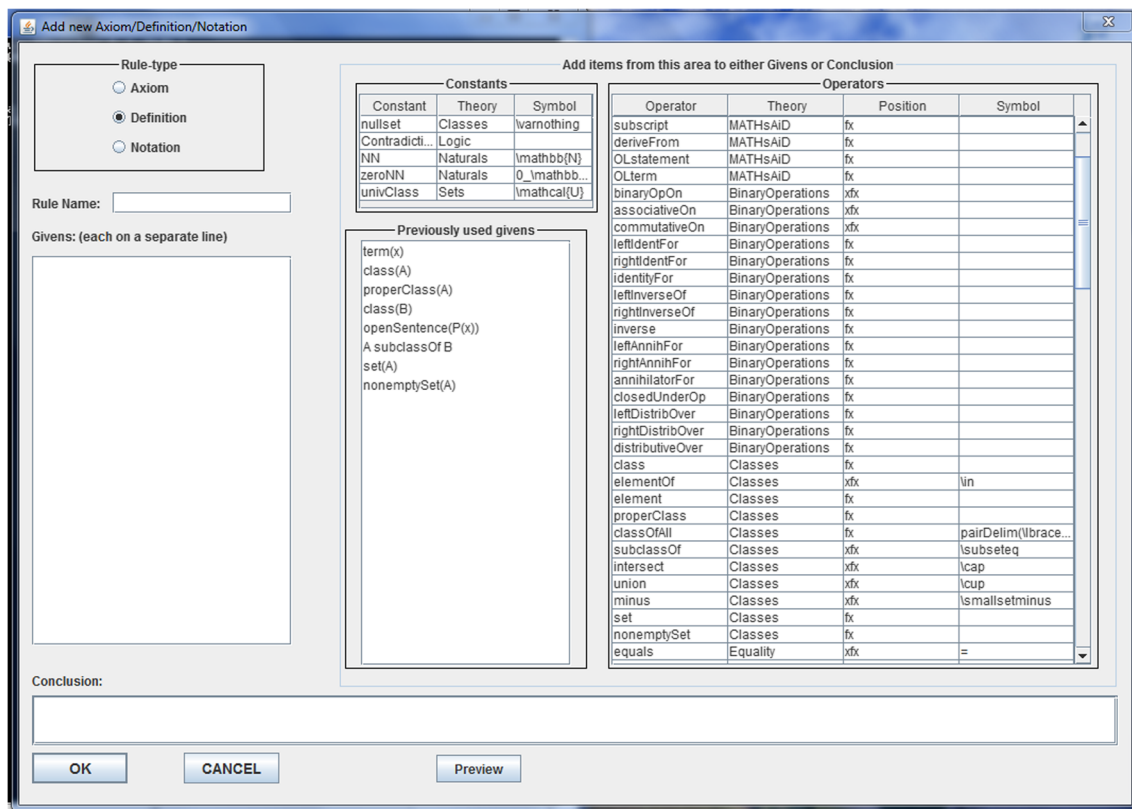 Add new Axiom/Definition/Notation
Rule-type
Axiom
Definition
Notation
Rule Name:
Givens: (each on a separate line)
Add items from this area to either Givens or Conclusion
Constants
Constant Theory Symbol
nullset Classes \varnothing
Contradicti... Logic
NN Naturals \mathbb{N}
zeroNN Naturals 0_\mathbb...
univClass Sets \mathcal{U}
Previously used givens
term(x)
class(A)
properClass(A)
class(B)
openSentence(P(x))
A subclassOf B
set(A)
nonemptySet(A)
Operators
Operator Theory Position Symbol
subscript MATHsAiD fx
deriveFrom MATHsAiD fx
OLstatement MATHsAiD fx
OLterm MATHsAiD fx
binaryOpOn BinaryOperations xfx
associativeOn BinaryOperations xfx
commutativeOn BinaryOperations xfx
leftIdentFor BinaryOperations fx
rightIdentFor BinaryOperations fx
identityFor BinaryOperations fx
leftInverseOf BinaryOperations fx
rightInverseOf BinaryOperations fx
inverse BinaryOperations fx
leftAnnihFor BinaryOperations fx
rightAnnihFor BinaryOperations fx
annihilatorFor BinaryOperations fx
closedUnderOp BinaryOperations fx
leftDistribOver BinaryOperations fx
rightDistribOver BinaryOperations fx
distributiveOver BinaryOperations fx
class Classes fx
elementOf Classes xfx \in
element Classes fx
properClass Classes fx
classOfAll Classes fx pairDelim(\lbrace...
subclassOf Classes xfx \subseteq
intersect Classes xfx \cap
union Classes xfx \cup
minus Classes xfx \smallsetminus
set Classes fx
nonemptySet Classes fx
equals Equality xfx =
Conclusion:
OK
CANCEL
Preview